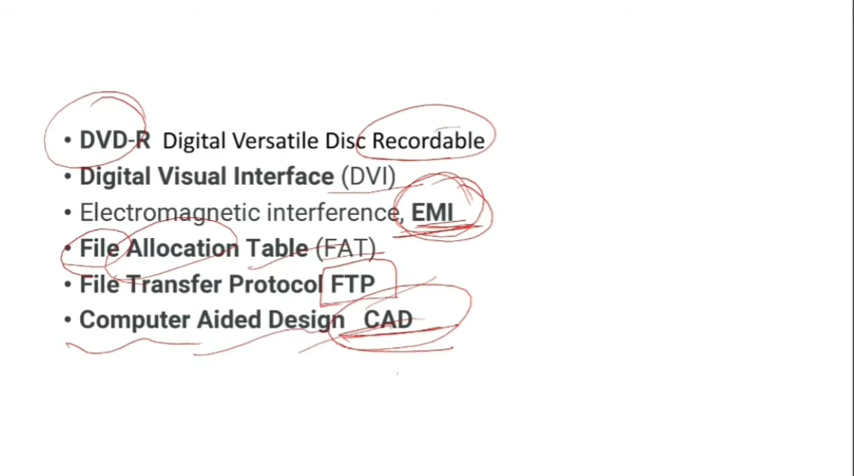 • DVD-R Digital Versatile Disc Recordable
• Digital Visual Interface (DVI)
• Electromagnetic interference, EMI
• File Allocation Table (FAT)
• File Transfer Protocol FTP
• Computer Aided Design CAD